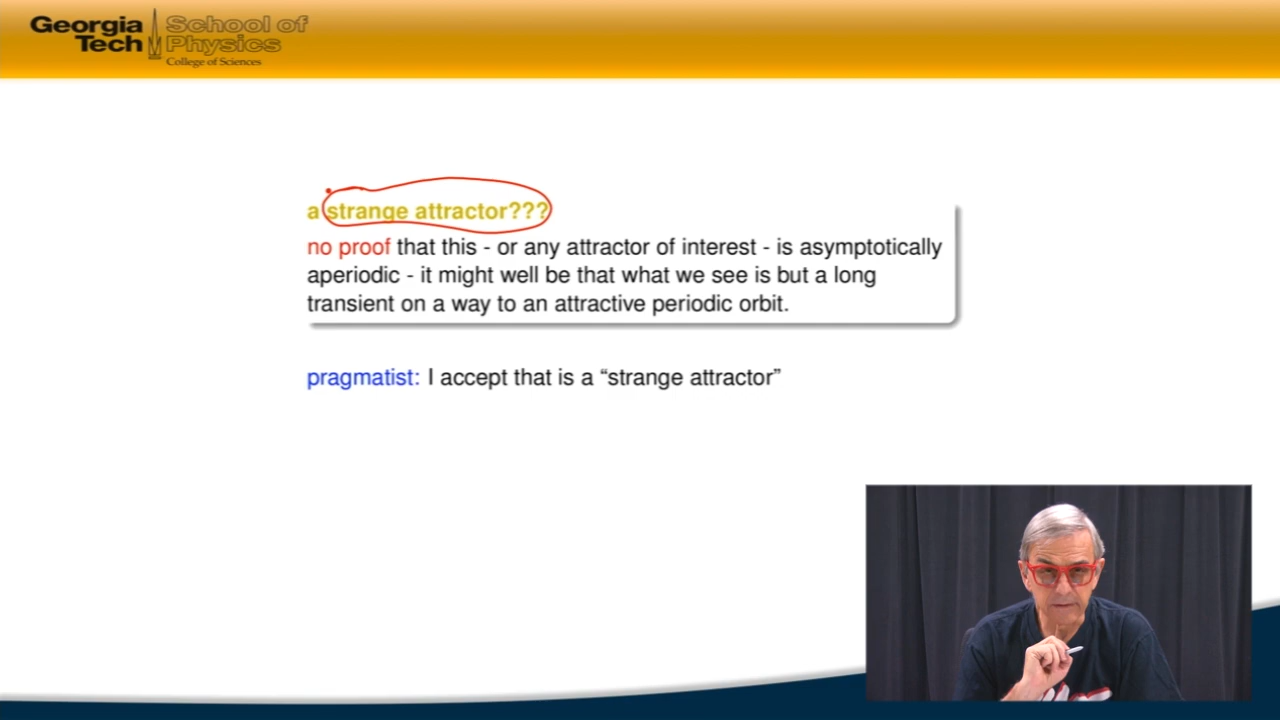 Georgia Tech
School of Physics
College of Sciences
a strange attractor???
no proof that this - or any attractor of interest - is asymptotically
aperiodic - it might well be that what we see is but a long
transient on a way to an attractive periodic orbit.
pragmatist: I accept that is a “strange attractor”